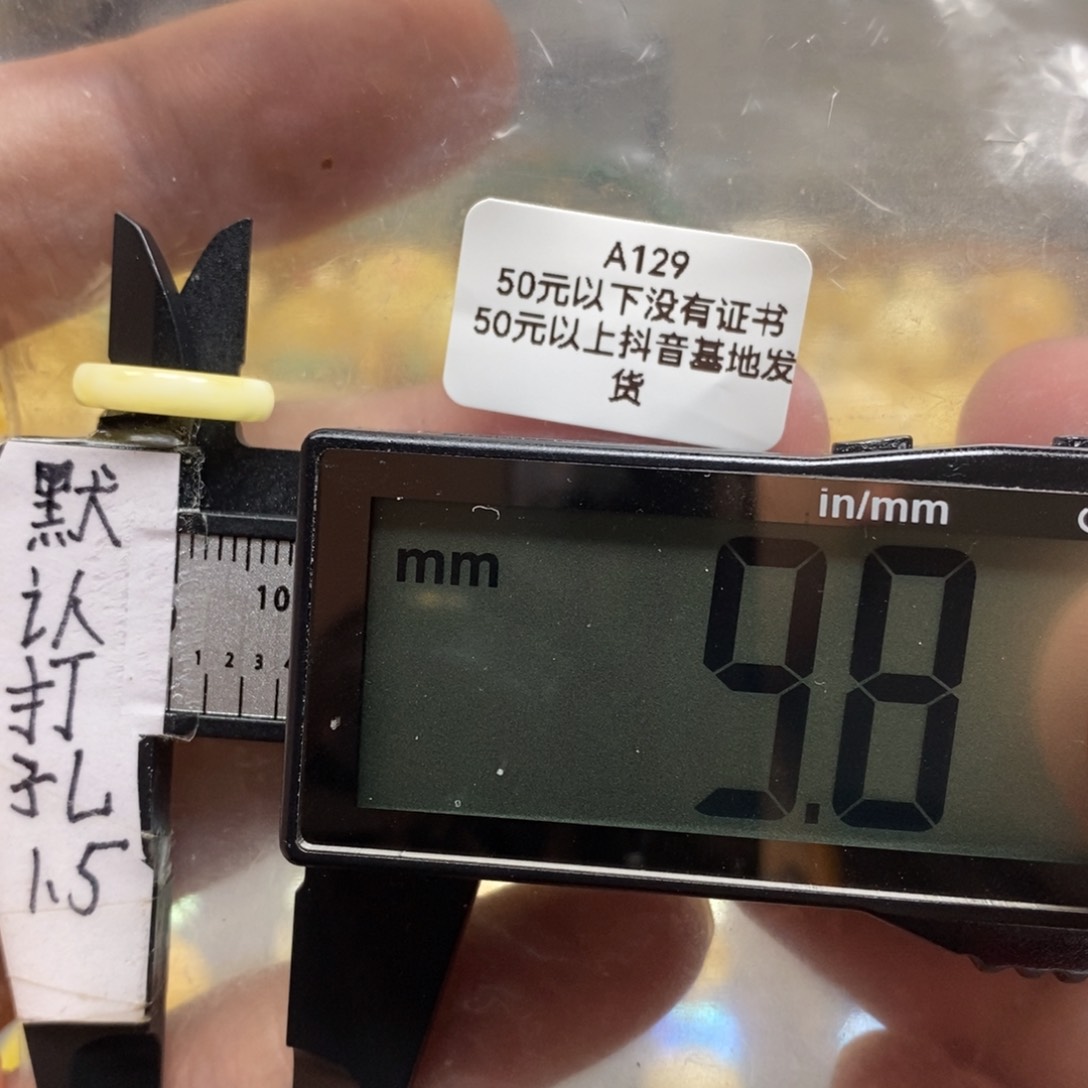 A129
50元以下没有证书
50元以上抖音基地发
货
in/mm
mm
9.8
10
1 2 3
默
认
打
孔
1.5